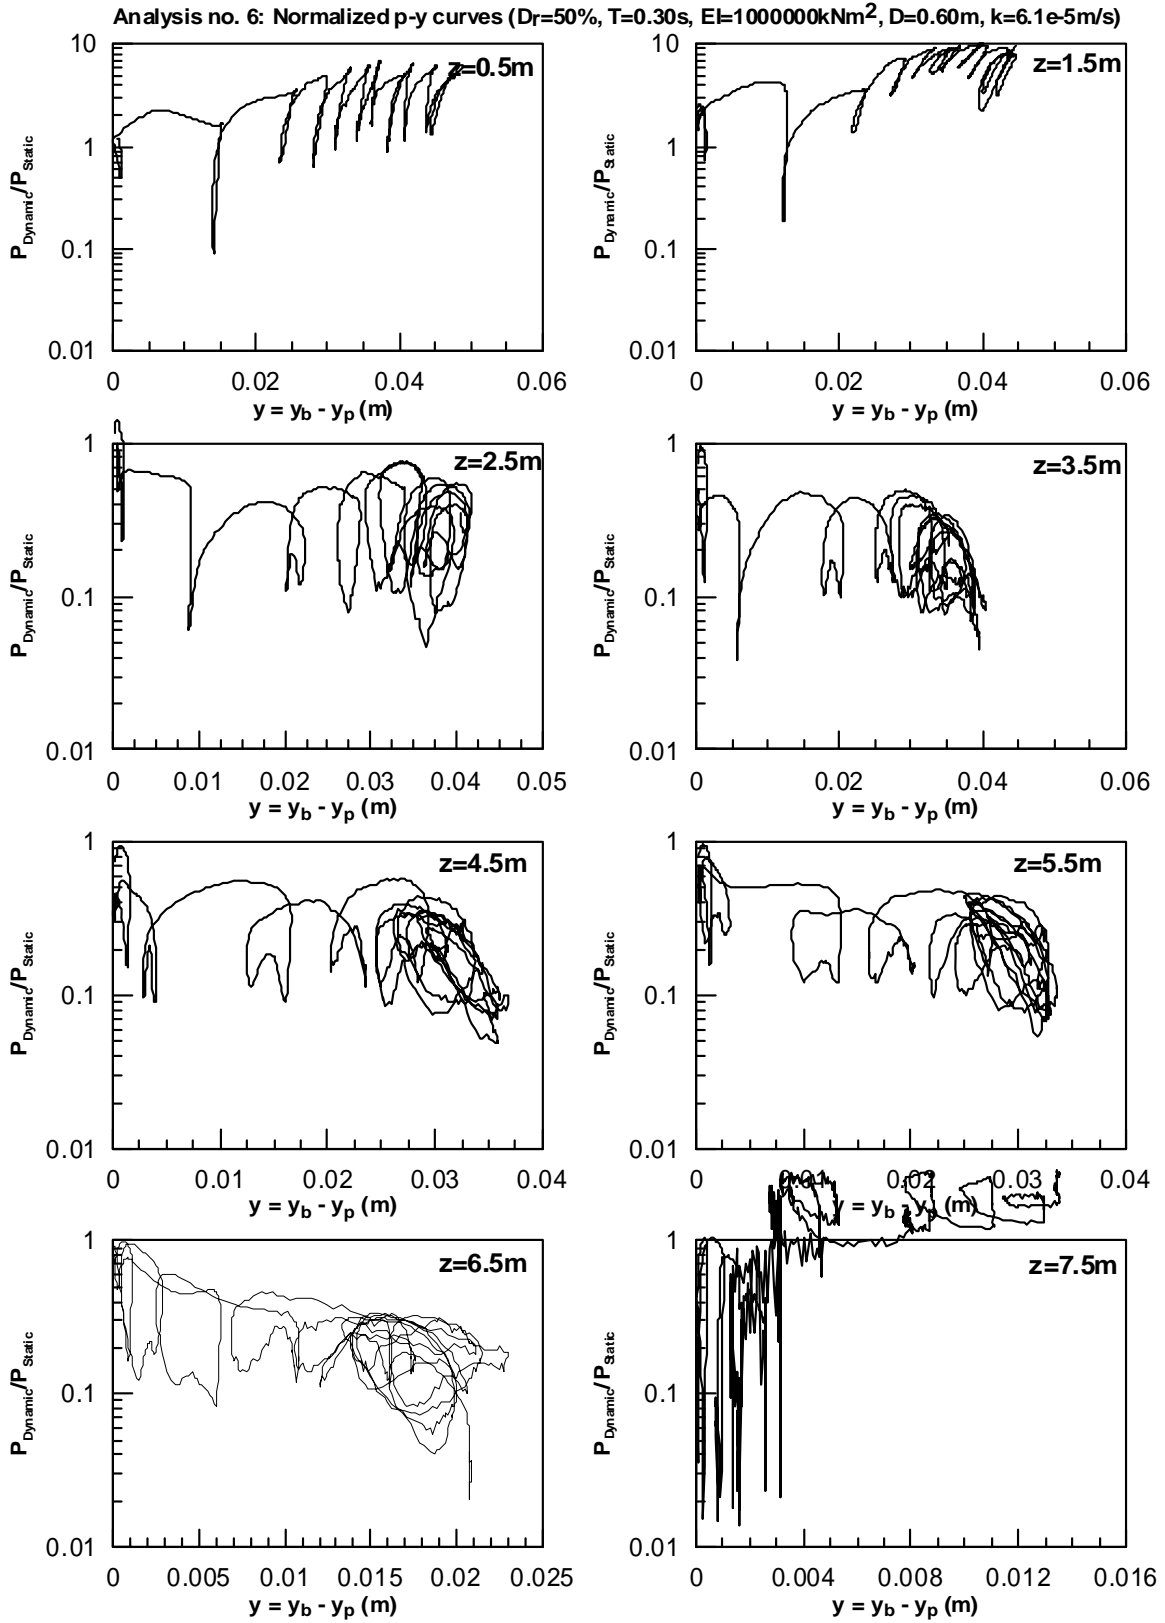 Analysis no. 6: Normalized p-y curves (Dr=50%, T=0.30s, EI=1000000kNm2, D=0.60m, k=6.1e-5m/s)
10
1
0.1
0.01
PDynamic/PStatic
z=0.5m
0 0.02 0.04 0.06
y = yb - yp (m)
10
1
0.1
0.01
PDynamic/PStatic
z=1.5m
0 0.02 0.04 0.06
y = yb - yp (m)
1
0.1
0.01
PDynamic/PStatic
z=2.5m
0 0.01 0.02 0.03 0.04 0.05
y = yb - yp (m)
1
0.1
0.01
PDynamic/PStatic
z=3.5m
0 0.02 0.04 0.06
y = yb - yp (m)
1
0.1
0.01
PDynamic/PStatic
z=4.5m
0 0.01 0.02 0.03 0.04
y = yb - yp (m)
1
0.1
0.01
PDynamic/PStatic
z=5.5m
0 0.01 0.02 0.03 0.04
y = yb - yp (m)
1
0.1
0.01
PDynamic/PStatic
z=6.5m
0 0.005 0.01 0.015 0.02 0.025
y = yb - yp (m)
1
0.1
0.01
PDynamic/PStatic
z=7.5m
0 0.004 0.008 0.012 0.016
y = yb - yp (m)